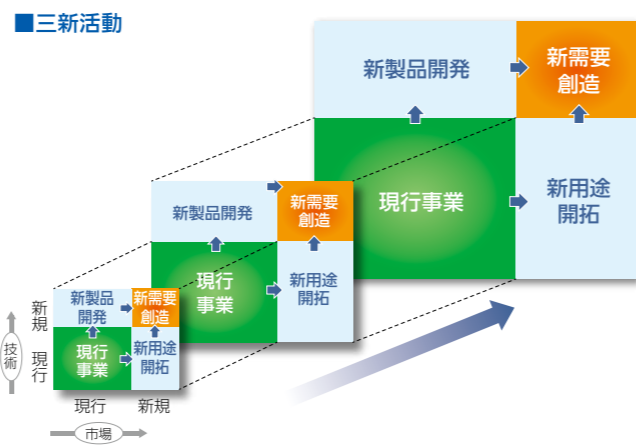 ■三新活動
新製品開発
新需要
創造
現行事業
新用途
開拓
新製品開発
新需要
創造
現行
事業
新用途
開拓
新製品
開発
新需要
創造
現行
事業
新用途
開拓
新規
現行
技術
現行
新規
市場